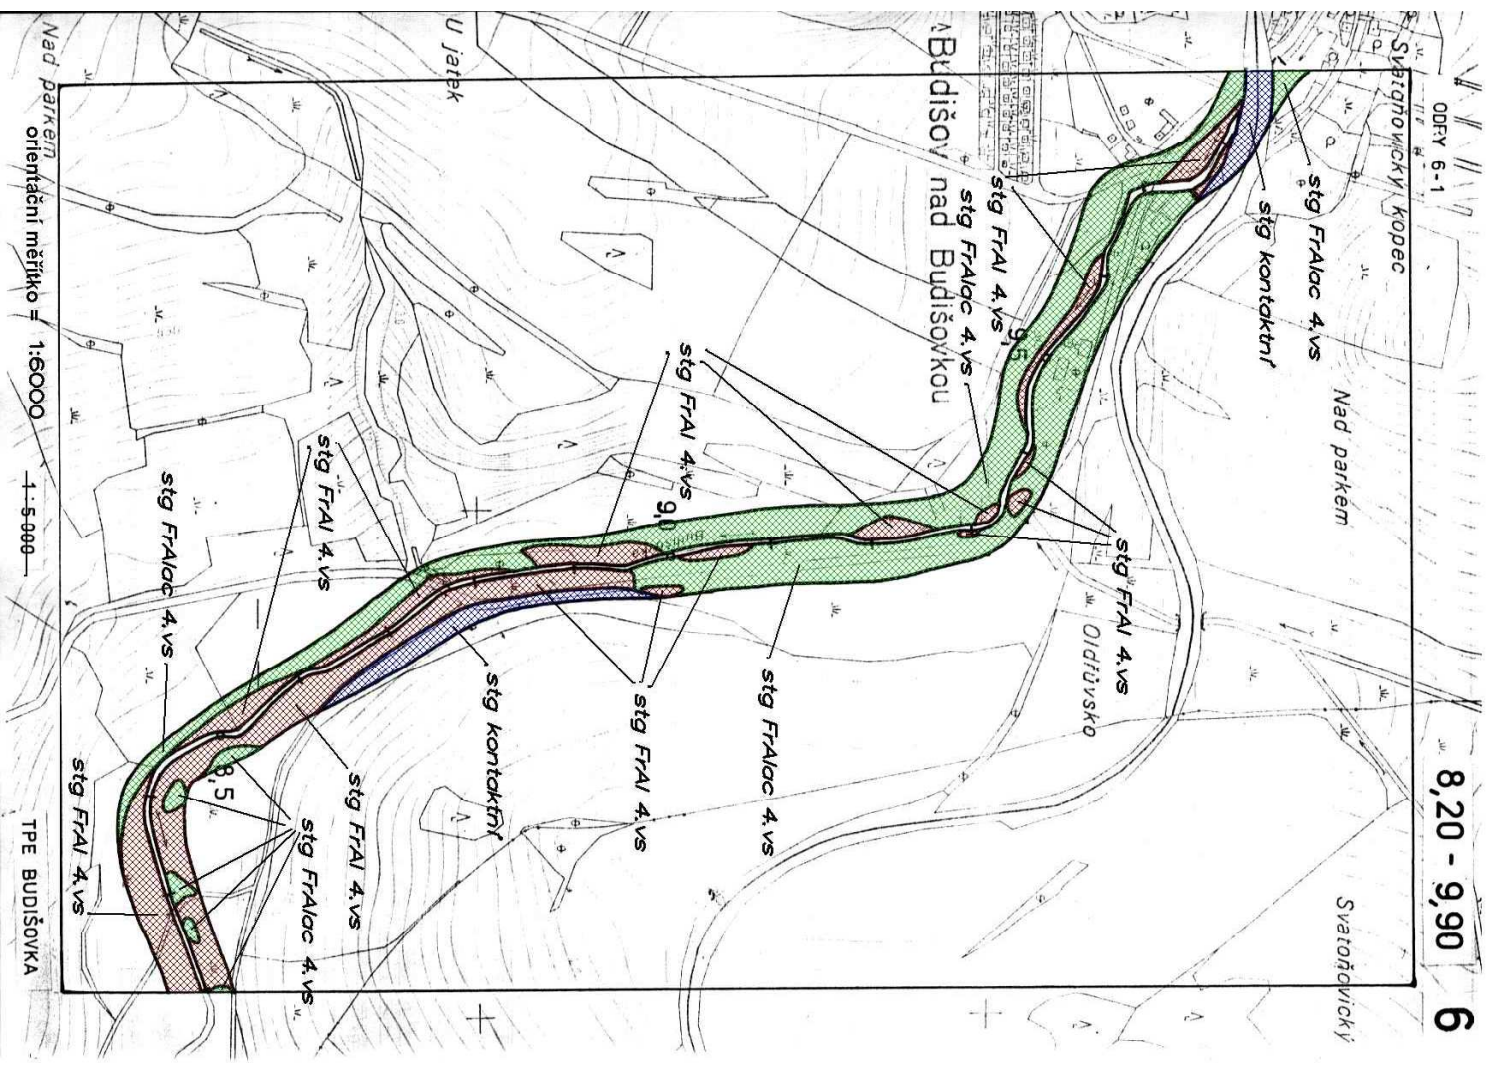 ODRY 6-1
8,20 - 9,90
6
Svatoňovický kopec
Nad parkem
Svatoňovický
stg FrAlac 4.vs
stg kontaktní
Budišov nad Budišovkou
stg FrAl 4.vs
stg FrAlac 4.vs
9,5
stg FrAl 4.vs
Oldřůvsko
stg FrAl 4.vs
9,0
stg FrAlac 4.vs
stg FrAl 4.vs
stg kontaktní
U jatek
stg FrAl 4.vs
stg FrAlac 4.vs
8,5
stg FrAl 4.vs
stg FrAlac 4.vs
stg FrAl 4.vs
Nad parkem
orientační měřítko = 1:6000
1:5000
TPE BUDIŠOVKA